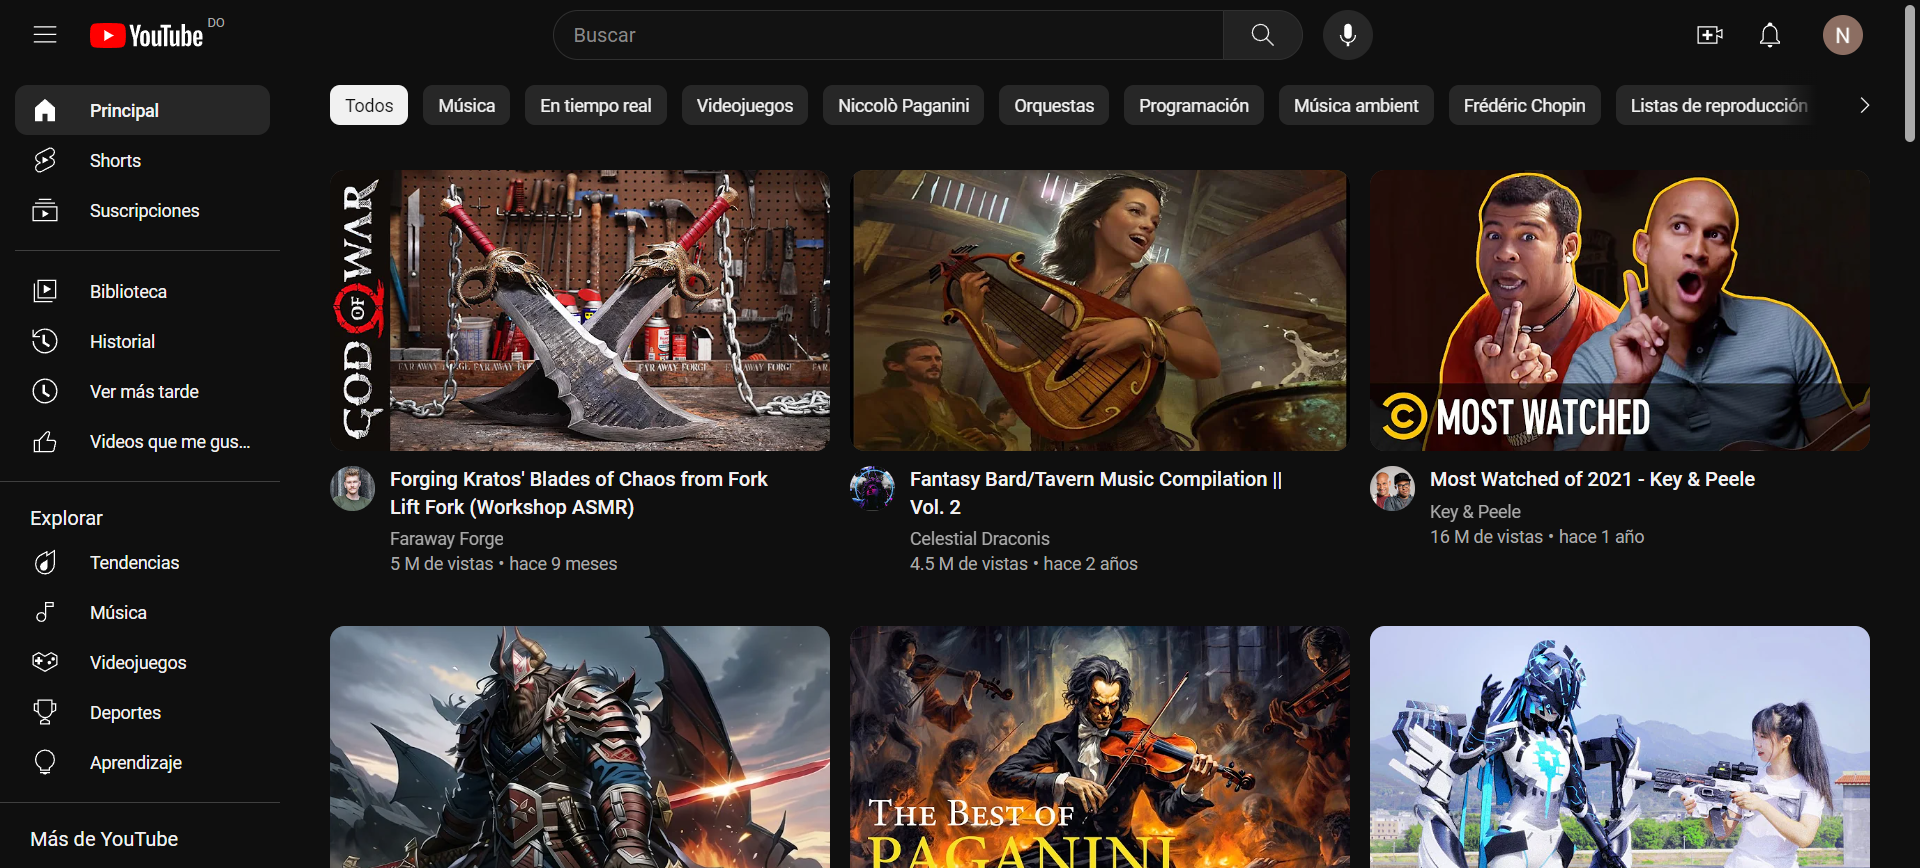 YouTube DO
Buscar
N
Principal
Shorts
Suscripciones
Biblioteca
Historial
Ver más tarde
Videos que me gus...
Explorar
Tendencias
Música
Videojuegos
Deportes
Aprendizaje
Más de YouTube
Todos
Música
En tiempo real
Videojuegos
Niccolò Paganini
Orquestas
Programación
Música ambient
Frédéric Chopin
Listas de reproducción
GOD OF WAR
FARAWAY FORGE
Forging Kratos' Blades of Chaos from Fork
Lift Fork (Workshop ASMR)
Faraway Forge
5 M de vistas • hace 9 meses
Fantasy Bard/Tavern Music Compilation ||
Vol. 2
Celestial Draconis
4.5 M de vistas • hace 2 años
MOST WATCHED
Most Watched of 2021 - Key & Peele
Key & Peele
16 M de vistas • hace 1 año
THE BEST OF
PAGANINI